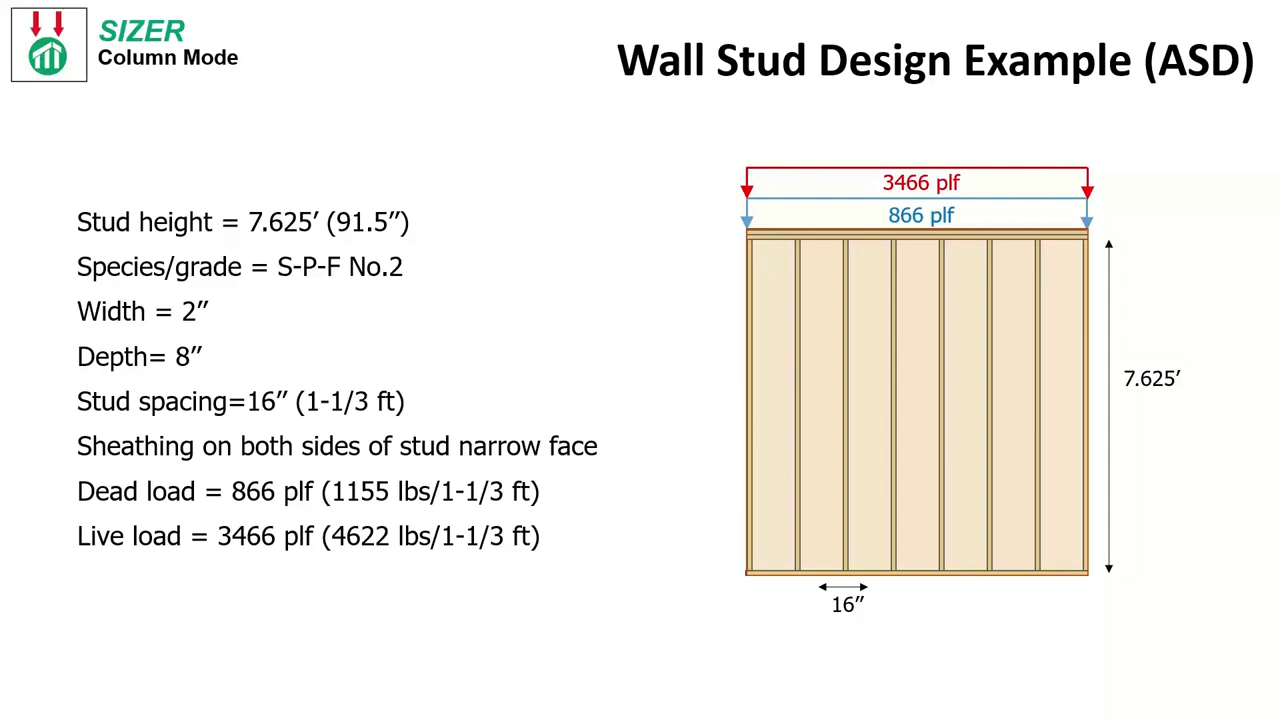 SIZER
Column Mode
Wall Stud Design Example (ASD)
Stud height = 7.625’ (91.5”)
Species/grade = S-P-F No.2
Width = 2”
Depth= 8”
Stud spacing=16” (1-1/3 ft)
Sheathing on both sides of stud narrow face
Dead load = 866 plf (1155 lbs/1-1/3 ft)
Live load = 3466 plf (4622 lbs/1-1/3 ft)
3466 plf
866 plf
7.625’
16”